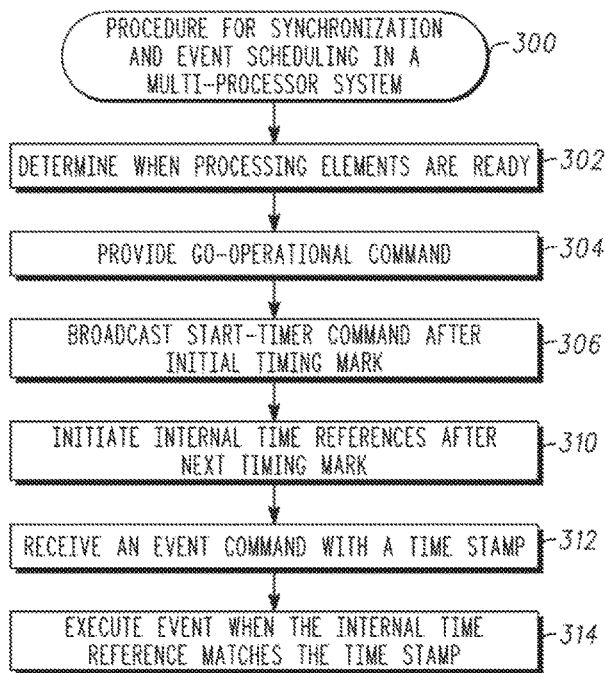 PROCEDURE FOR SYNCHRONIZATION
AND EVENT SCHEDULING IN A
MULTI-PROCESSOR SYSTEM
300
DETERMINE WHEN PROCESSING ELEMENTS ARE READY
302
PROVIDE GO-OPERATIONAL COMMAND
304
BROADCAST START-TIMER COMMAND AFTER
INITIAL TIMING MARK
306
INITIATE INTERNAL TIME REFERENCES AFTER
NEXT TIMING MARK
310
RECEIVE AN EVENT COMMAND WITH A TIME STAMP
312
EXECUTE EVENT WHEN THE INTERNAL TIME
REFERENCE MATCHES THE TIME STAMP
314